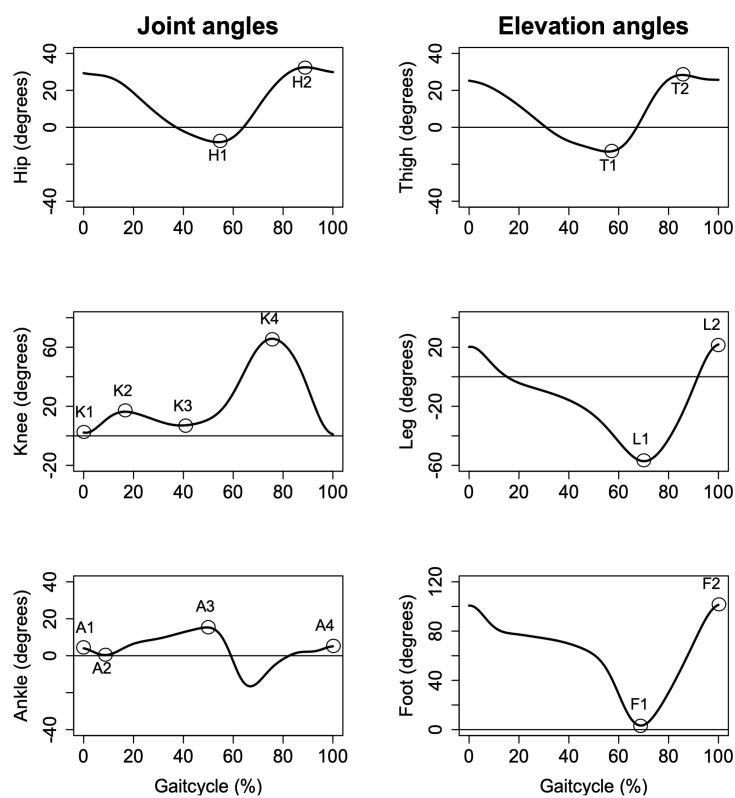 Joint angles
Elevation angles
Hip (degrees)
40
20
0
-40
H1
H2
0 20 40 60 80 100
Thigh (degrees)
40
20
0
-40
T1
T2
0 20 40 60 80 100
Knee (degrees)
60
20
-20
K1
K2
K3
K4
0 20 40 60 80 100
Leg (degrees)
20
-20
-60
L1
L2
0 20 40 60 80 100
Ankle (degrees)
40
20
0
-40
A1
A2
A3
A4
0 20 40 60 80 100
Gaitcycle (%)
Foot (degrees)
120
80
40
0
F1
F2
0 20 40 60 80 100
Gaitcycle (%)